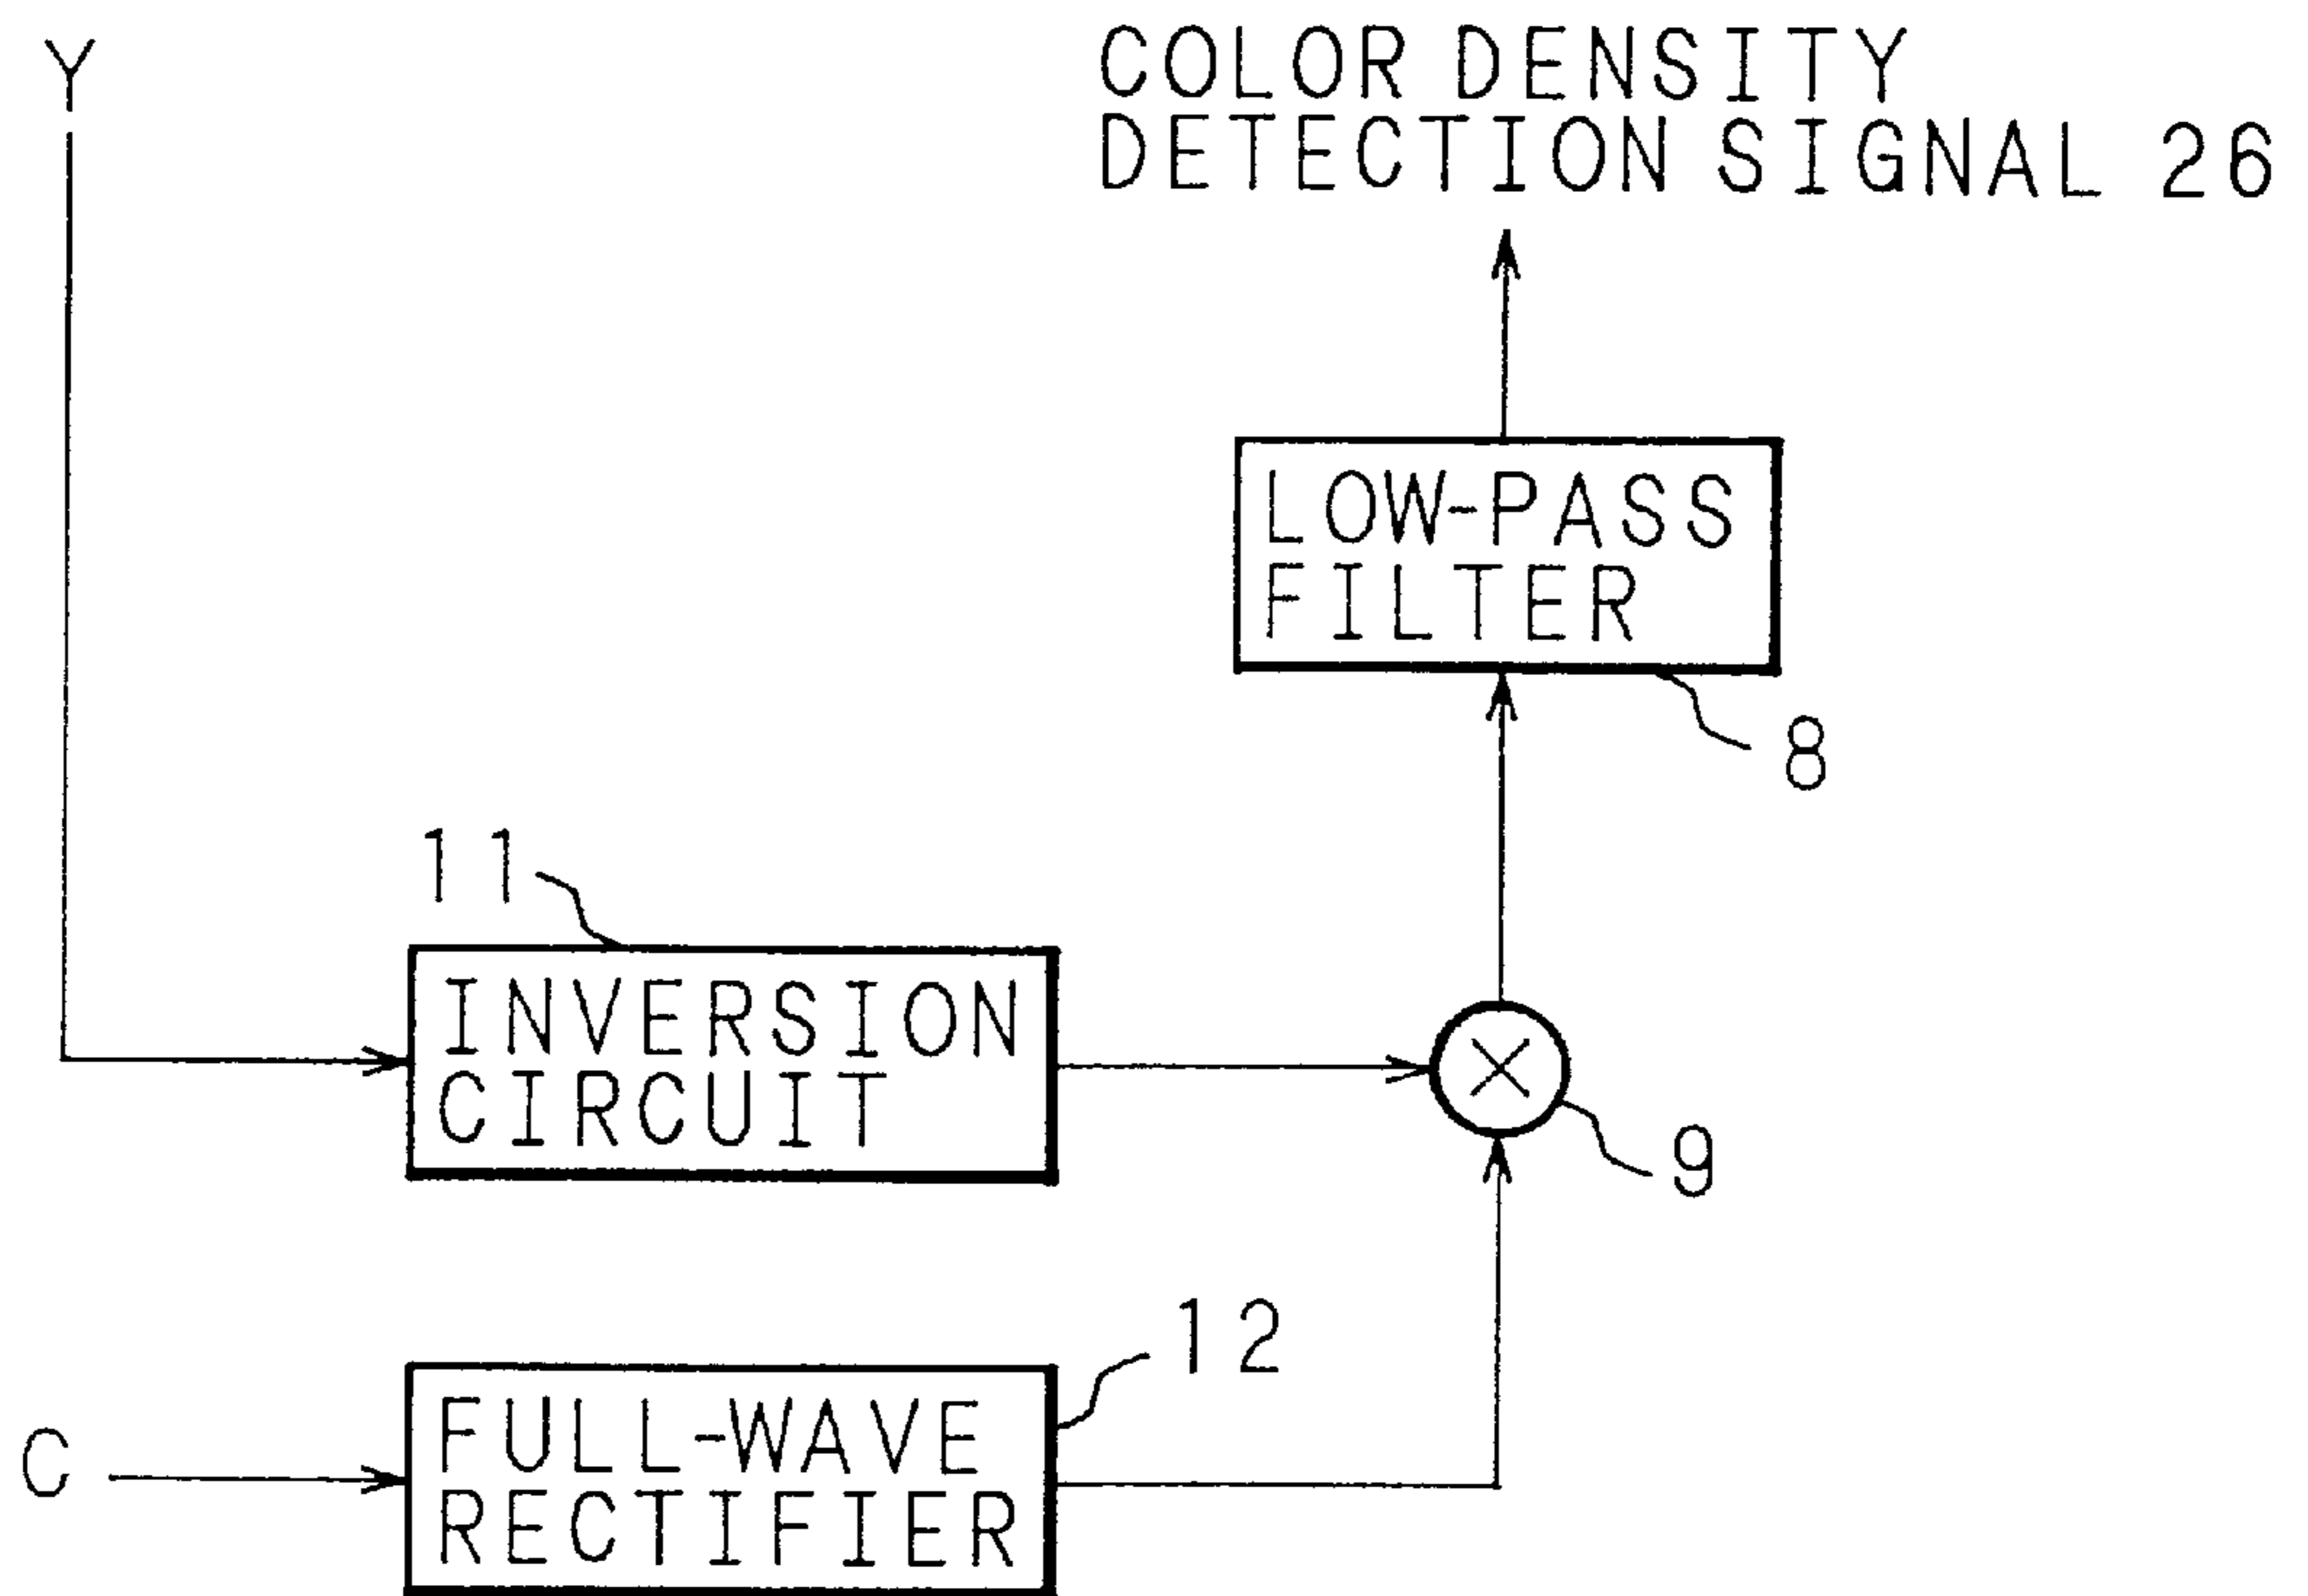 Y
COLOR DENSITY
DETECTION SIGNAL 26
LOW-PASS
FILTER
8
11
INVERSION
CIRCUIT
9
12
C
FULL-WAVE
RECTIFIER